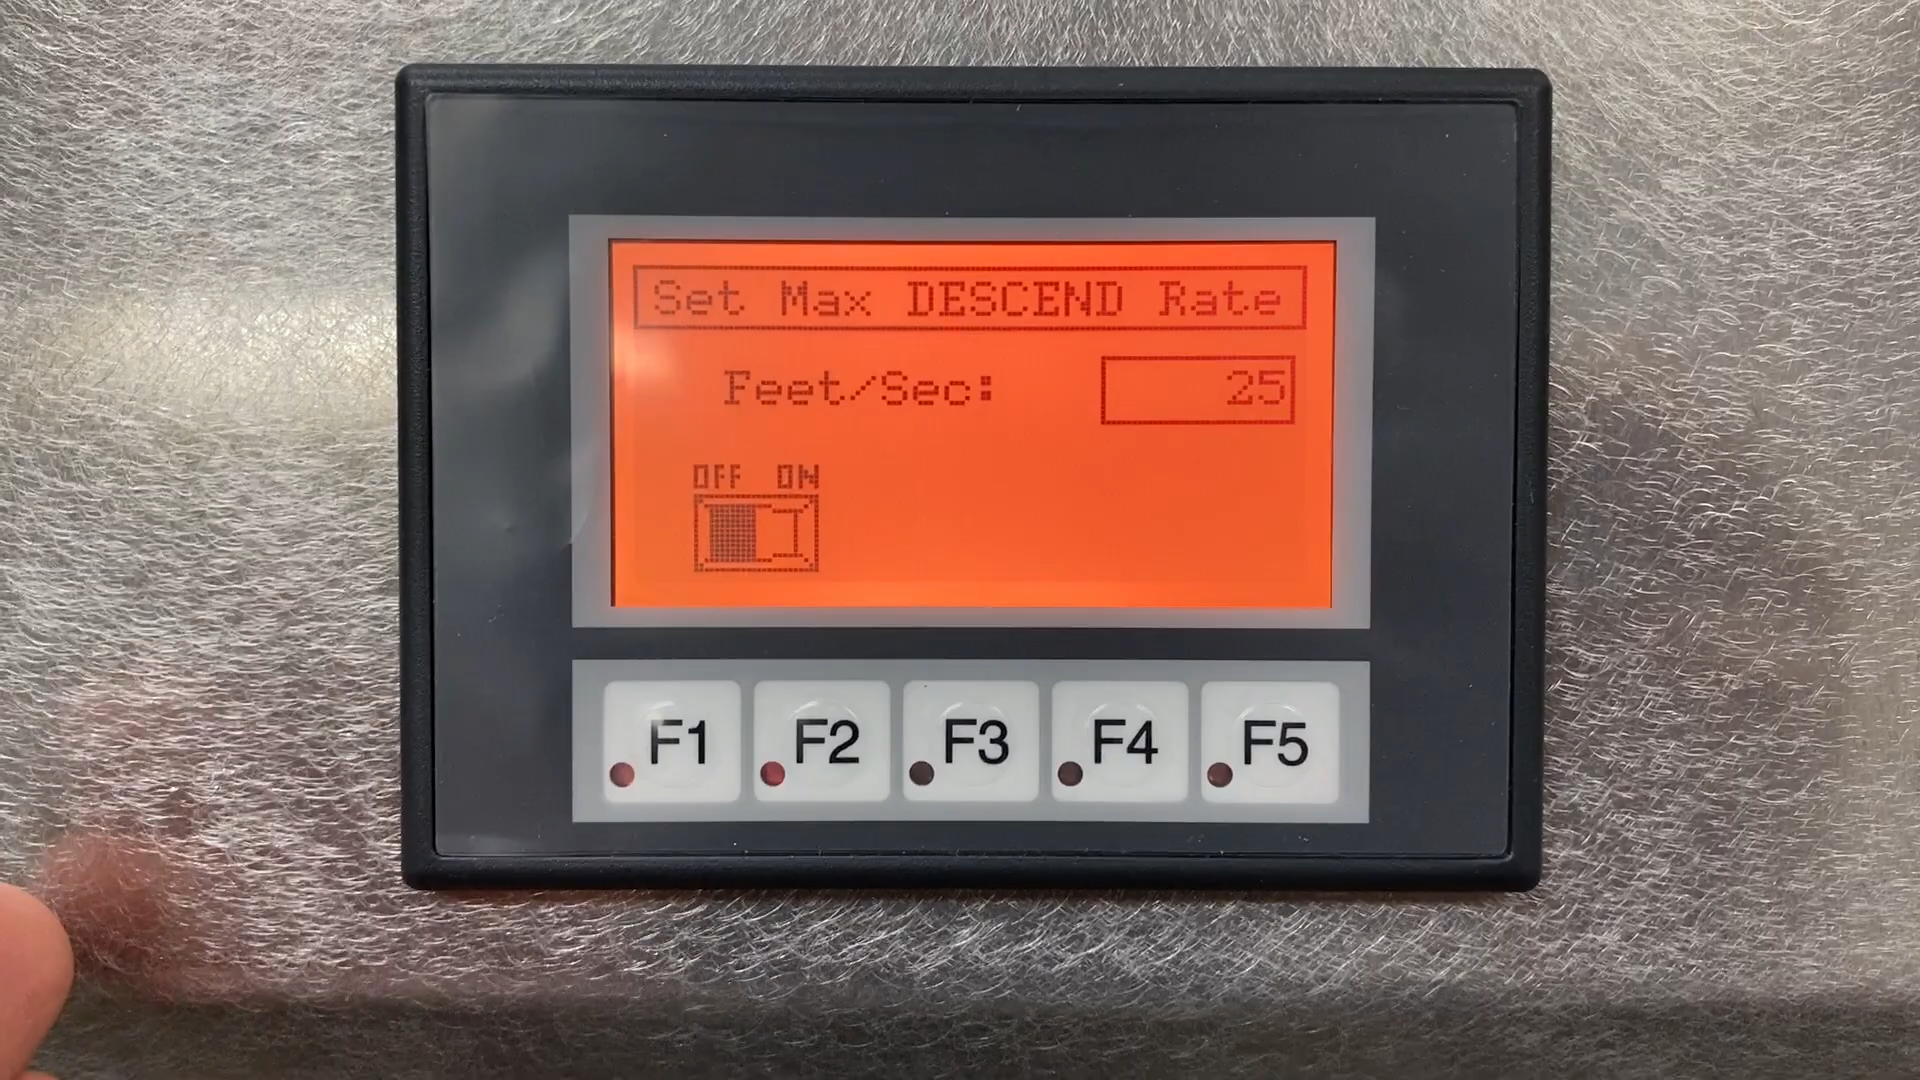 Set Max DESCEND Rate
Feet/Sec: 25
OFF ON
F1 F2 F3 F4 F5